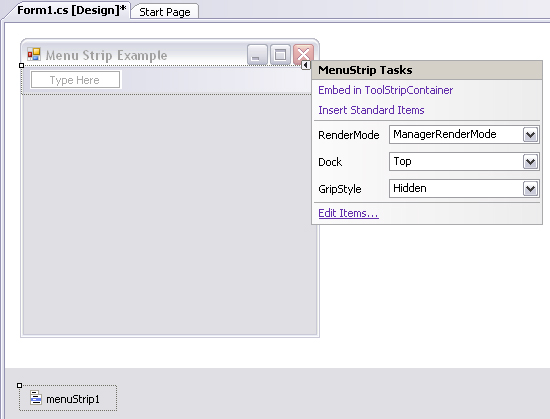 Form1.cs [Design]* Start Page
Menu Strip Example
Type Here
MenuStrip Tasks
Embed in ToolStripContainer
Insert Standard Items
RenderMode ManagerRenderMode
Dock Top
GripStyle Hidden
Edit Items...
menuStrip1